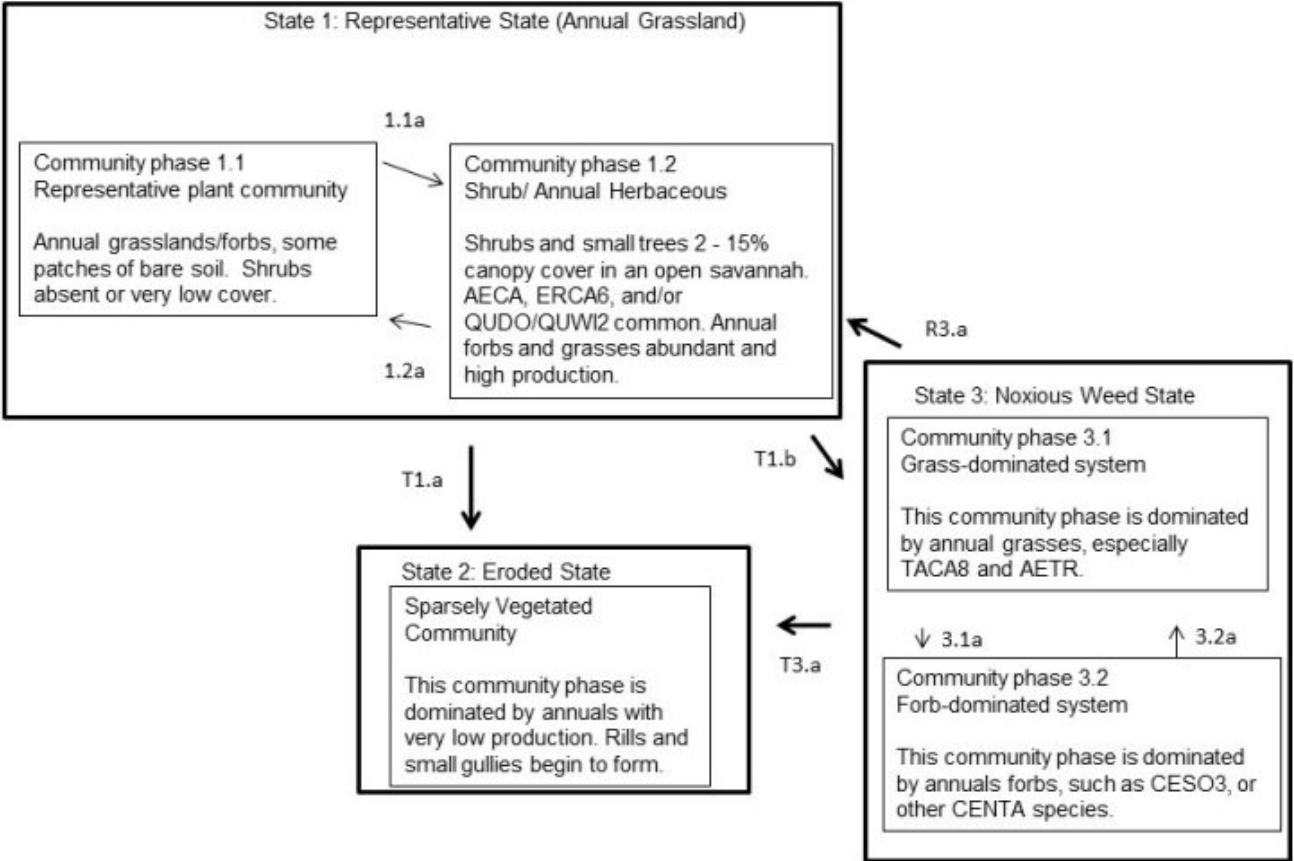 State 1: Representative State (Annual Grassland)
1.1a
Community phase 1.1
Representative plant community
Annual grasslands/forbs, some
patches of bare soil. Shrubs
absent or very low cover.
Community phase 1.2
Shrub/ Annual Herbaceous
Shrubs and small trees 2 - 15%
canopy cover in an open savannah.
AECA, ERCA6, and/or
QUDO/QUWI2 common. Annual
forbs and grasses abundant and
high production.
1.2a
R3.a
T1.a
T1.b
State 3: Noxious Weed State
Community phase 3.1
Grass-dominated system
This community phase is dominated
by annual grasses, especially
TACA8 and AETR.
3.1a
3.2a
Community phase 3.2
Forb-dominated system
This community phase is dominated
by annuals forbs, such as CESO3, or
other CENTA species.
T3.a
State 2: Eroded State
Sparsely Vegetated
Community
This community phase is
dominated by annuals with
very low production. Rills and
small gullies begin to form.